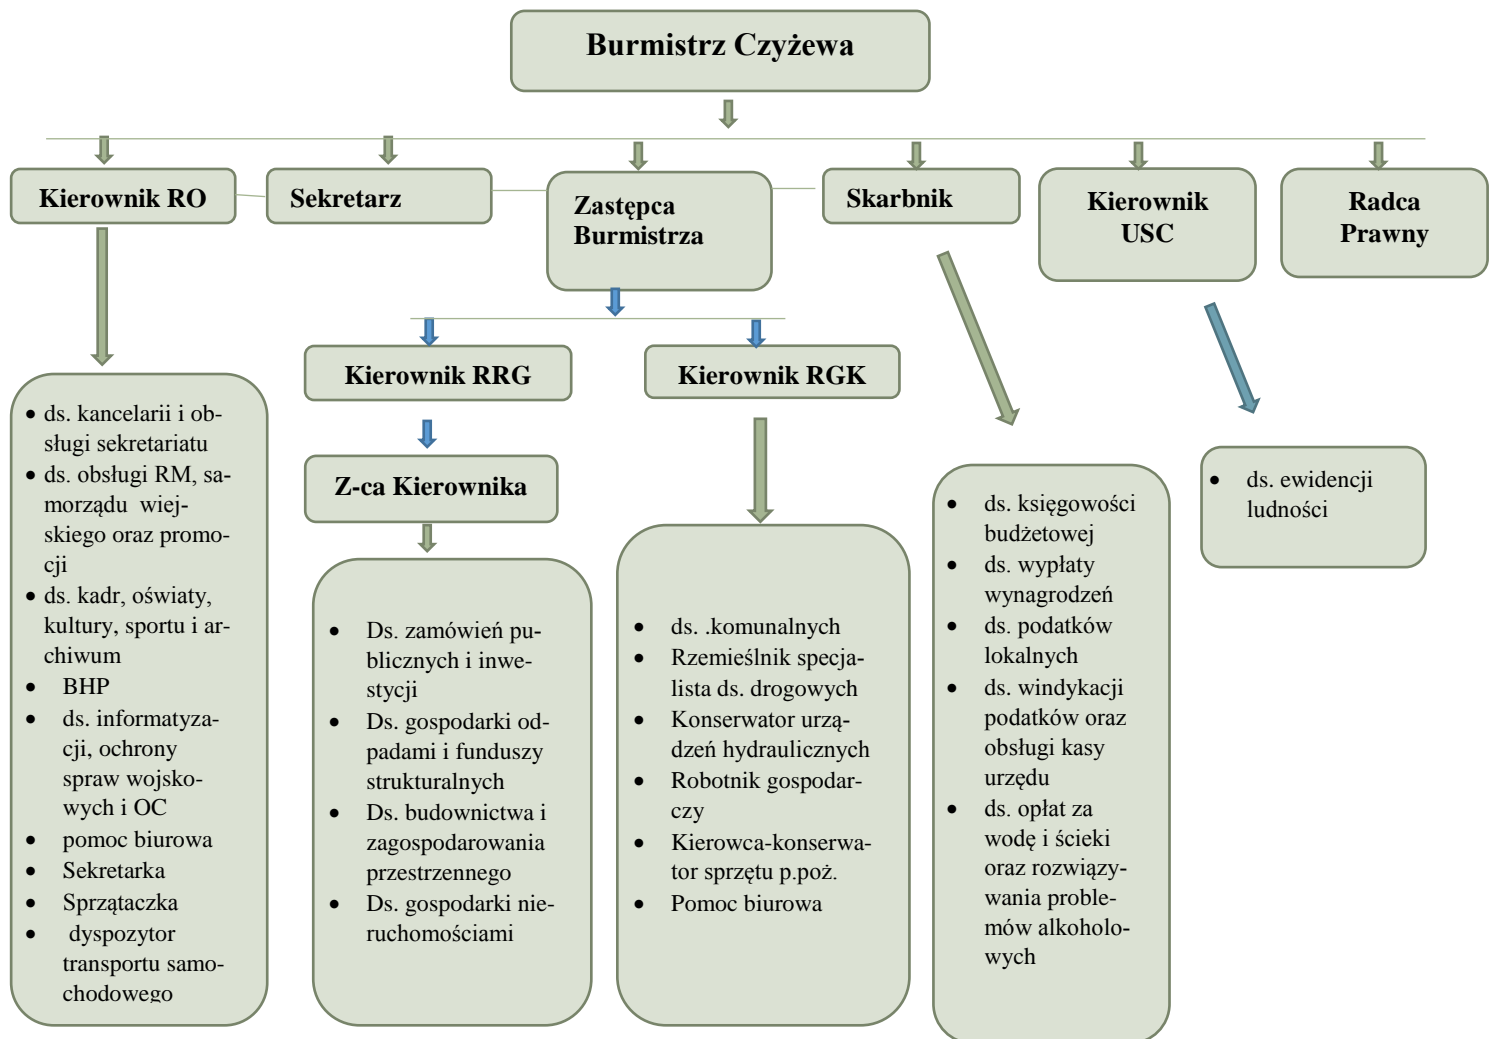 Burmistrz Czyżewa
Kierownik RO
Sekretarz
Zastępca
Burmistrza
Skarbnik
Kierownik
USC
Radca
Prawny
Kierownik RRG
Kierownik RGK
Z-ca Kierownika
• ds. kancelarii i ob-
sługi sekretariatu
• ds. obsługi RM, sa-
morządu wiej-
skiego oraz promo-
cji
• ds. kadr, oświaty,
kultury, sportu i ar-
chiwum
• BHP
• ds. informatyza-
cji, ochrony
spraw wojsko-
wych i OC
• pomoc biurowa
• Sekretarka
• Sprzątaczka
• dyspozytor
transportu samo-
chodowego
• Ds. zamówień pu-
blicznych i inwe-
stycji
• Ds. gospodarki od-
padami i funduszy
strukturalnych
• Ds. budownictwa i
zagospodarowania
przestrzennego
• Ds. gospodarki nie-
ruchomościami
• ds. .komunalnych
• Rzemieślnik specja-
lista ds. drogowych
• Konserwator urzą-
dzeń hydraulicznych
• Robotnik gospodar-
czy
• Kierowca-konserwa-
tor sprzętu p.poż.
• Pomoc biurowa
• ds. księgowości
budżetowej
• ds. wypłaty
wynagrodzeń
• ds. podatków
lokalnych
• ds. windykacji
podatków oraz
obsługi kasy
urzędu
• ds. opłat za
wodę i ścieki
oraz rozwiązy-
wania proble-
mów alkoholo-
wych
• ds. ewidencji
ludności